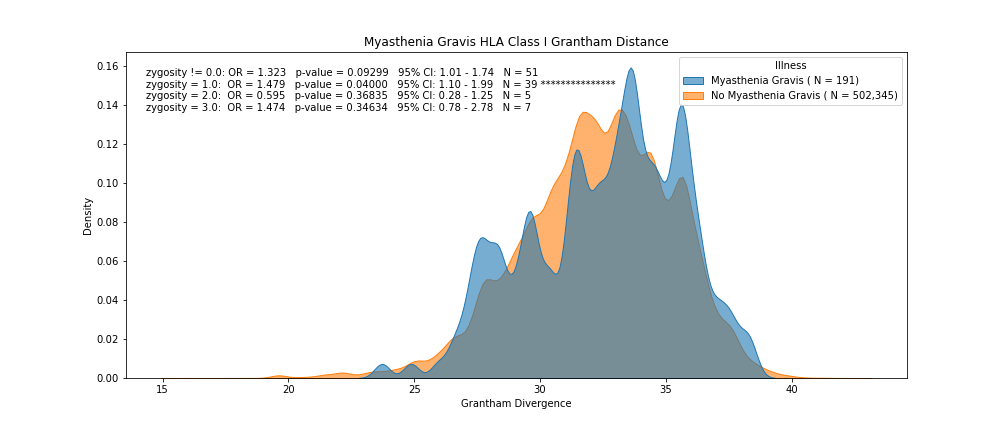 Myasthenia Gravis HLA Class I Grantham Distance
zygosity != 0.0: OR = 1.323 p-value = 0.09299 95% CI: 1.01 - 1.74 N = 51
zygosity = 1.0: OR = 1.479 p-value = 0.04000 95% CI: 1.10 - 1.99 N = 39 ***************
zygosity = 2.0: OR = 0.595 p-value = 0.36835 95% CI: 0.28 - 1.25 N = 5
zygosity = 3.0: OR = 1.474 p-value = 0.34634 95% CI: 0.78 - 2.78 N = 7
Illness
Myasthenia Gravis ( N = 191)
No Myasthenia Gravis ( N = 502,345)
0.16
0.14
0.12
0.10
0.08
0.06
0.04
0.02
0.00
Density
15 20 25 30 35 40
Grantham Divergence